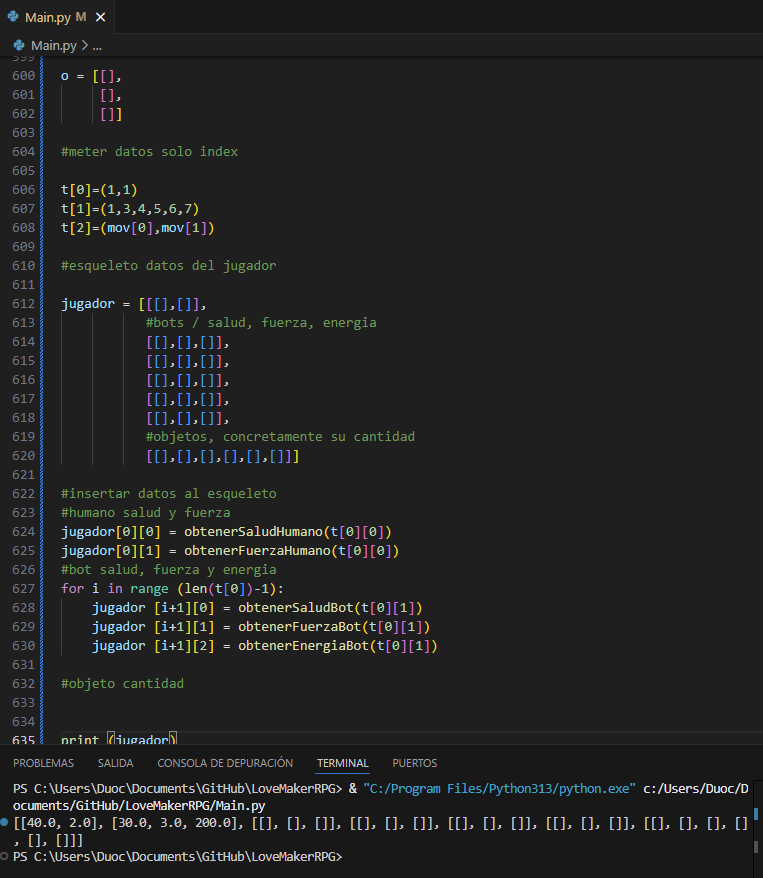 Main.py M ×
Main.py > ...
599
600 o = [[],
601 [],
602 []]
603
604 #meter datos solo index
605
606 t[0]=(1,1)
607 t[1]=(1,3,4,5,6,7)
608 t[2]=(mov[0],mov[1])
609
610 #esqueleto datos del jugador
611
612 jugador = [[[],[]],
613 #bots / salud, fuerza, energia
614 [[],[],[]],
615 [[],[],[]],
616 [[],[],[]],
617 [[],[],[]],
618 [[],[],[]],
619 #objetos, concretamente su cantidad
620 [[],[],[],[],[],[]]]
621
622 #insertar datos al esqueleto
623 #humano salud y fuerza
624 jugador[0][0] = obtenerSaludHumano(t[0][0])
625 jugador[0][1] = obtenerFuerzaHumano(t[0][0])
626 #bot salud, fuerza y energia
627 for i in range (len(t[0])-1):
628 jugador [i+1][0] = obtenerSaludBot(t[0][1])
629 jugador [i+1][1] = obtenerFuerzaBot(t[0][1])
630 jugador [i+1][2] = obtenerEnergiaBot(t[0][1])
631
632 #objeto cantidad
633
634
635 print (jugador)
PROBLEMAS SALIDA CONSOLA DE DEPURACIÓN TERMINAL PUERTOS
PS C:\Users\Duoc\Documents\GitHub\LoveMakerRPG> & "C:/Program Files/Python313/python.exe" c:/Users/Duoc/D
ocuments/GitHub/LoveMakerRPG/Main.py
[[40.0, 2.0], [30.0, 3.0, 200.0], [[], [], []], [[], [], []], [[], [], []], [[], [], []], [[], [], [], []
, [], []]]
PS C:\Users\Duoc\Documents\GitHub\LoveMakerRPG>